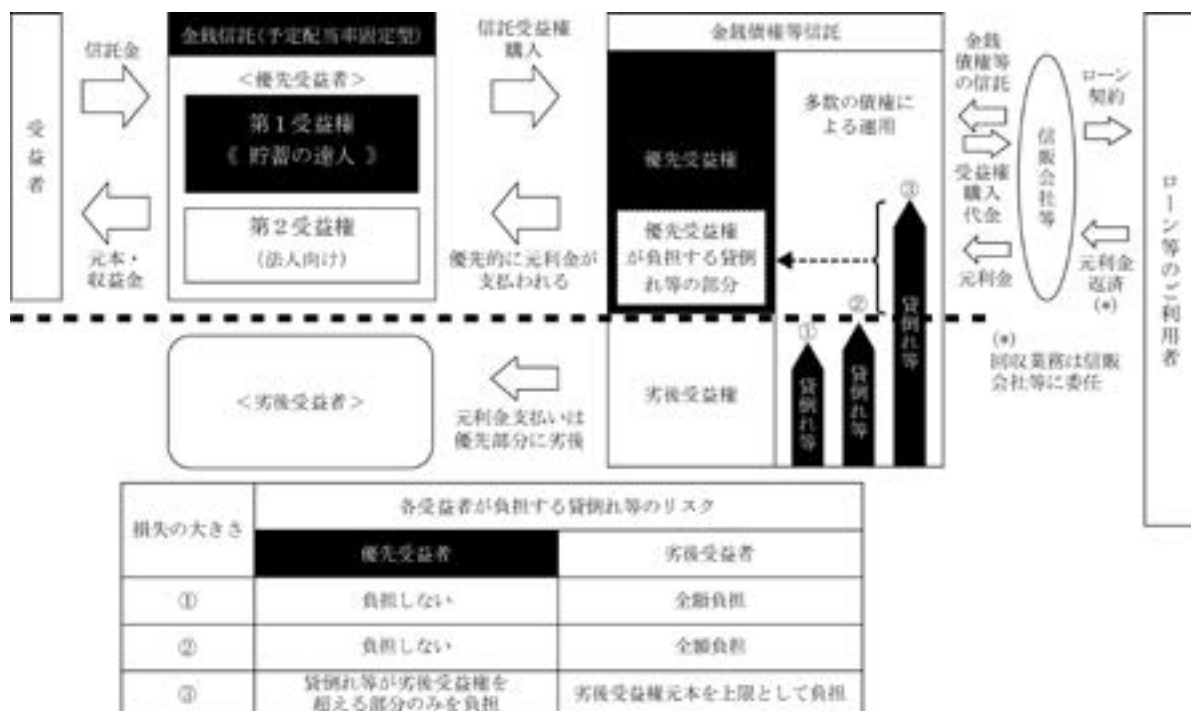 受益者
信託金
元本・
収益金
金銭信託(予定配当率固定型)
<優先受益者>
第1受益権
《 貯蓄の達人 》
第2受益権
(法人向け)
信託受益権
購入
優先的に元利金が
支払われる
金銭債権等信託
優先受益権
優先受益権
が負担する貸倒
れ等の部分
多数の債権に
よる運用
③
貸倒れ等
②
貸倒れ等
①
貸倒れ等
金銭
債権等
の信託
受益権
購入
代金
元利金
信販会社等
ローン
契約
元利金
返済
(*)
ローン等のご利用者
(*)
回収業務は信販
会社等に委任
<劣後受益者>
元利金支払いは
優先部分に劣後
劣後受益権
損失の大きさ
各受益者が負担する貸倒れ等のリスク
優先受益者
劣後受益者
①
負担しない
全額負担
②
負担しない
全額負担
③
貸倒れ等が劣後受益権を
超える部分のみを負担
劣後受益権元本を上限として負担